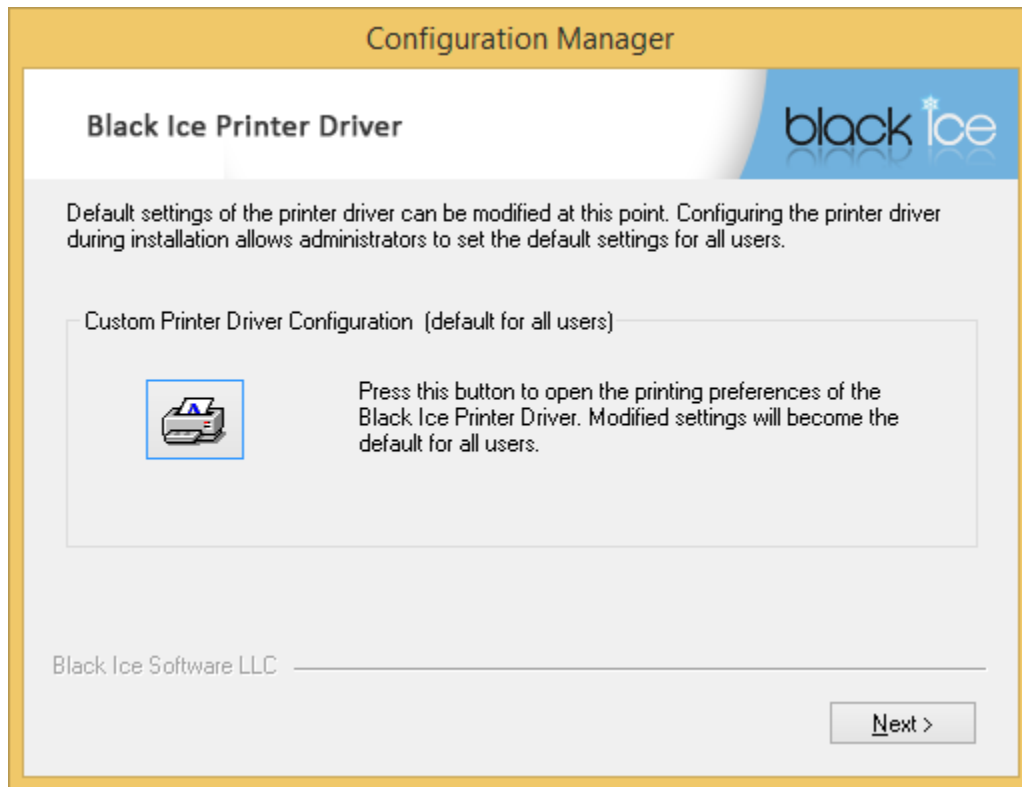 Configuration Manager
Black Ice Printer Driver
black ice
Default settings of the printer driver can be modified at this point. Configuring the printer driver
during installation allows administrators to set the default settings for all users.
Custom Printer Driver Configuration (default for all users)
Press this button to open the printing preferences of the
Black Ice Printer Driver. Modified settings will become the
default for all users.
Black Ice Software LLC
Next >